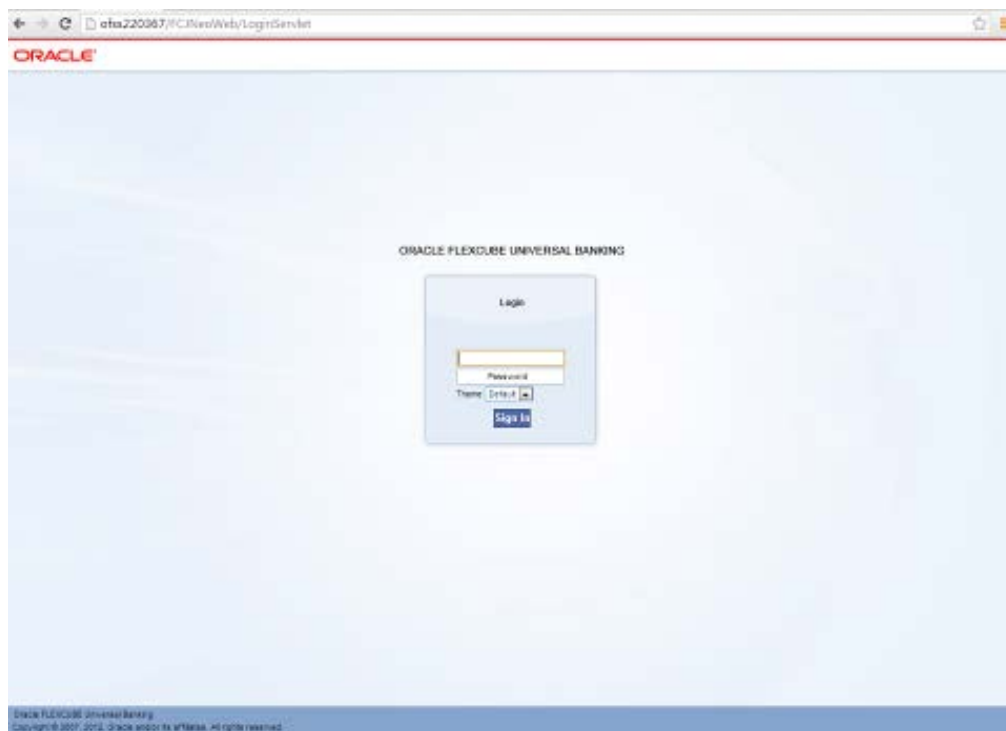 ofss220367/FCJNeoWeb/LoginServlet
ORACLE
ORACLE FLEXCUBE UNIVERSAL BANKING
Login
Password
Theme Default
Sign In
Oracle FLEXCUBE Universal Banking
Copyright © 2007, 2012, Oracle and/or its affiliates. All rights reserved.